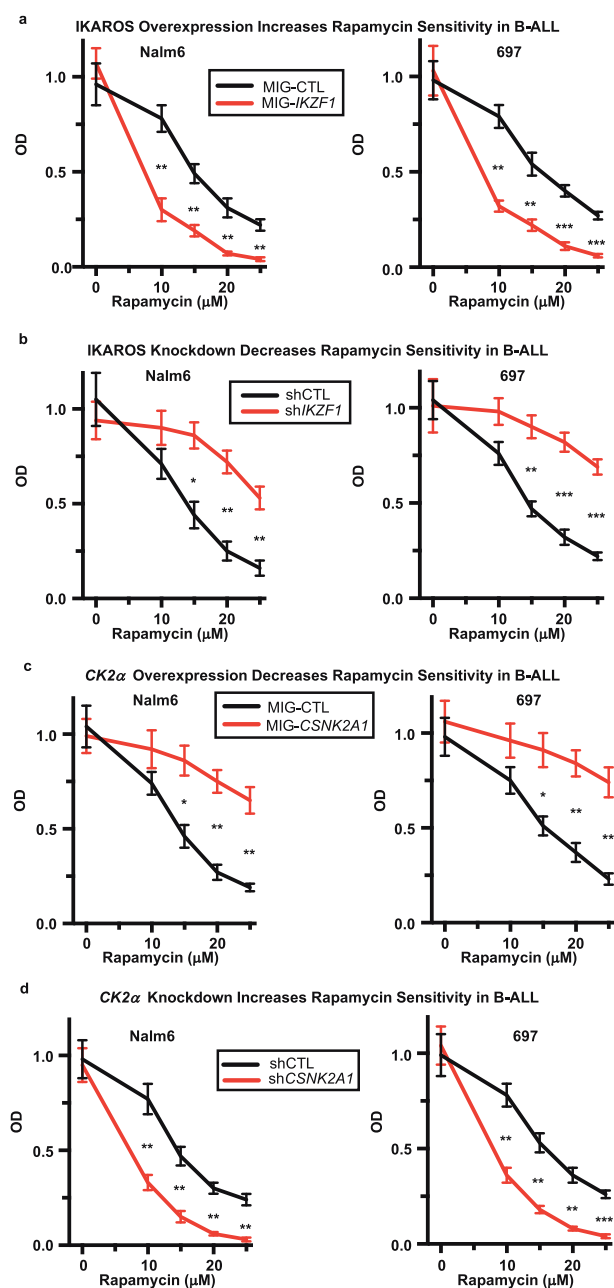 a
IKAROS Overexpression Increases Rapamycin Sensitivity in B-ALL
Nalm6
697
MIG-CTL
MIG-IKZF1
OD
1.0
0.5
0.0
**
**
**
**
0 10 20
Rapamycin (μM)
OD
1.0
0.5
0.0
**
**
***
***
0 10 20
Rapamycin (μM)
b
IKAROS Knockdown Decreases Rapamycin Sensitivity in B-ALL
Nalm6
697
shCTL
shIKZF1
OD
1.0
0.5
0.0
*
**
**
0 10 20
Rapamycin (μM)
OD
1.0
0.5
0.0
**
***
***
0 10 20
Rapamycin (μM)
c
CK2α Overexpression Decreases Rapamycin Sensitivity in B-ALL
Nalm6
697
MIG-CTL
MIG-CSNK2A1
OD
1.0
0.5
0.0
*
**
**
0 10 20
Rapamycin (μM)
OD
1.0
0.5
0.0
*
**
**
0 10 20
Rapamycin (μM)
d
CK2α Knockdown Increases Rapamycin Sensitivity in B-ALL
Nalm6
697
shCTL
shCSNK2A1
OD
1.0
0.5
0.0
**
**
**
**
0 10 20
Rapamycin (μM)
OD
1.0
0.5
0.0
**
**
**
***
0 10 20
Rapamycin (μM)